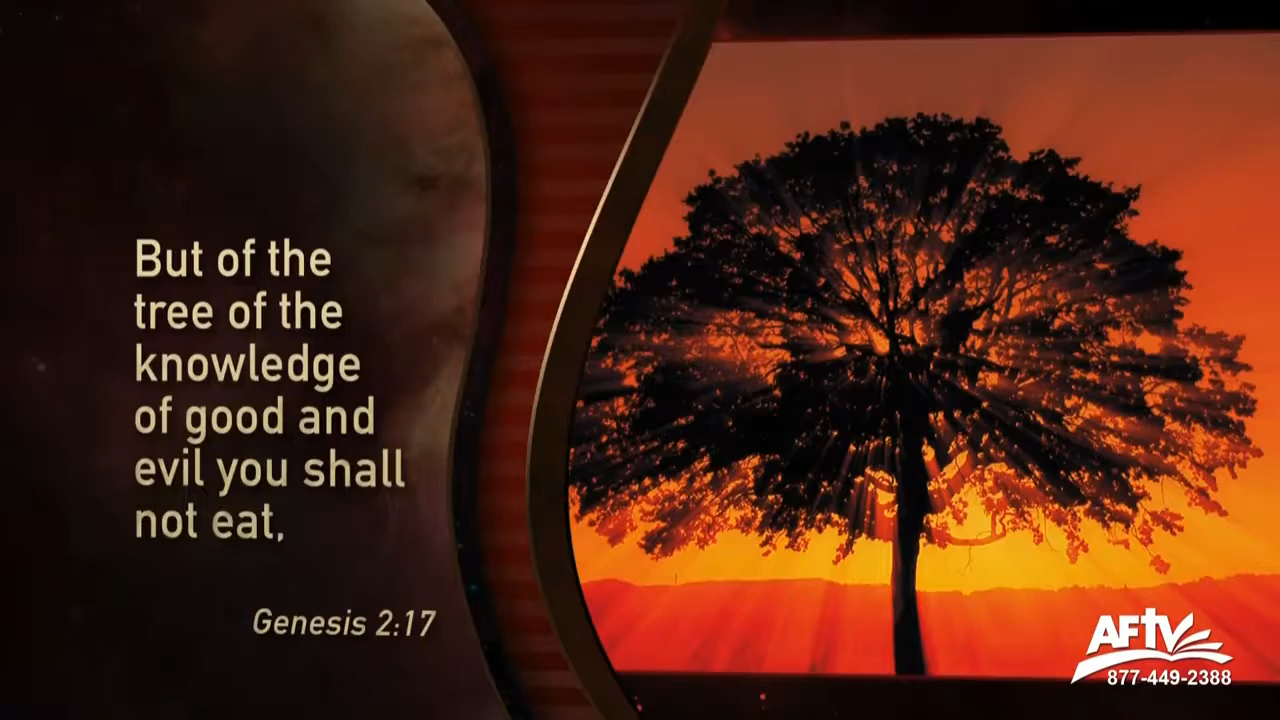 But of the
tree of the
knowledge
of good and
evil you shall
not eat,
Genesis 2:17
AFtv
877-449-2388